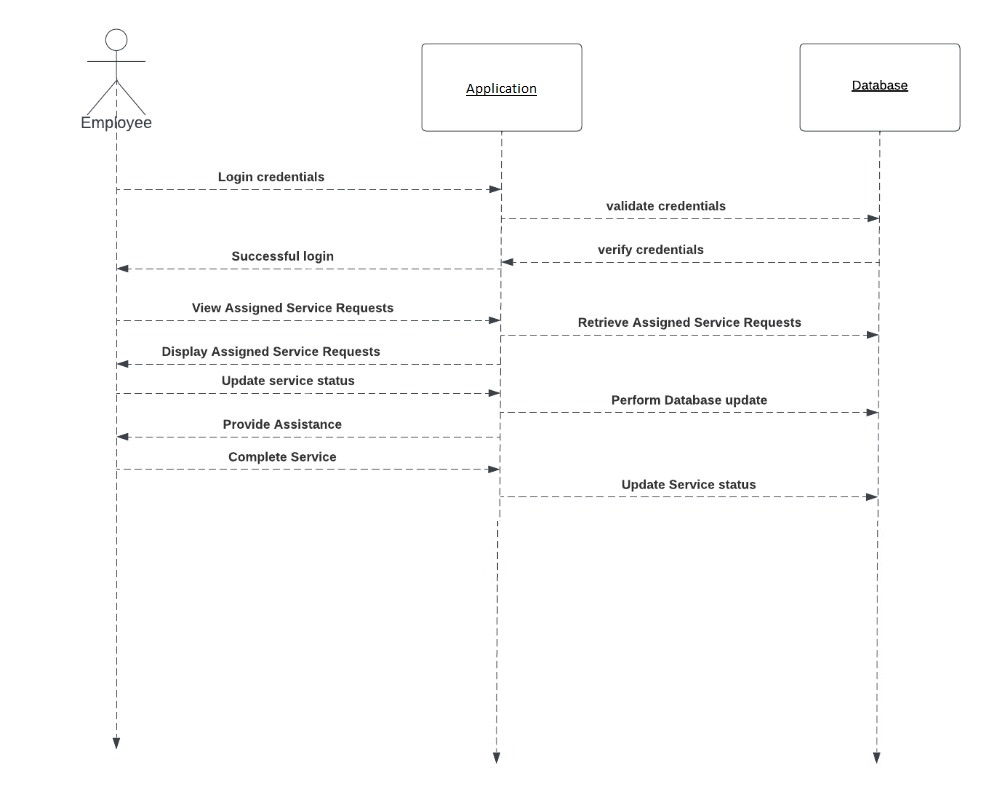 Employee
Application
Database
Login credentials
validate credentials
verify credentials
Successful login
View Assigned Service Requests
Retrieve Assigned Service Requests
Display Assigned Service Requests
Update service status
Perform Database update
Provide Assistance
Complete Service
Update Service status